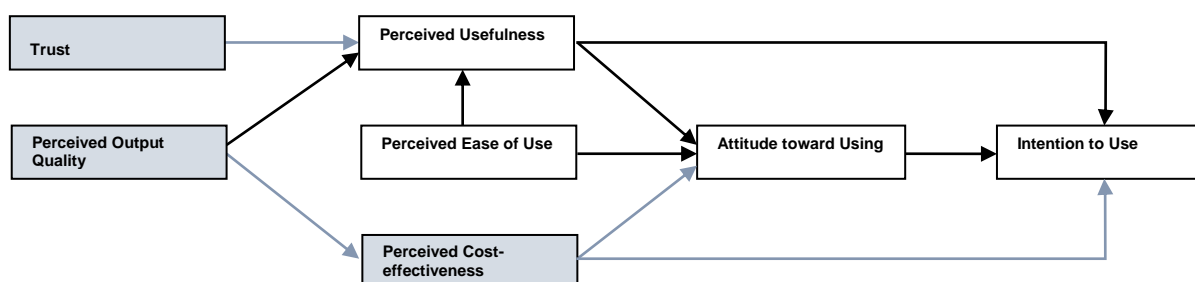 Trust
Perceived Usefulness
Perceived Output
Quality
Perceived Ease of Use
Attitude toward Using
Intention to Use
Perceived Cost-
effectiveness